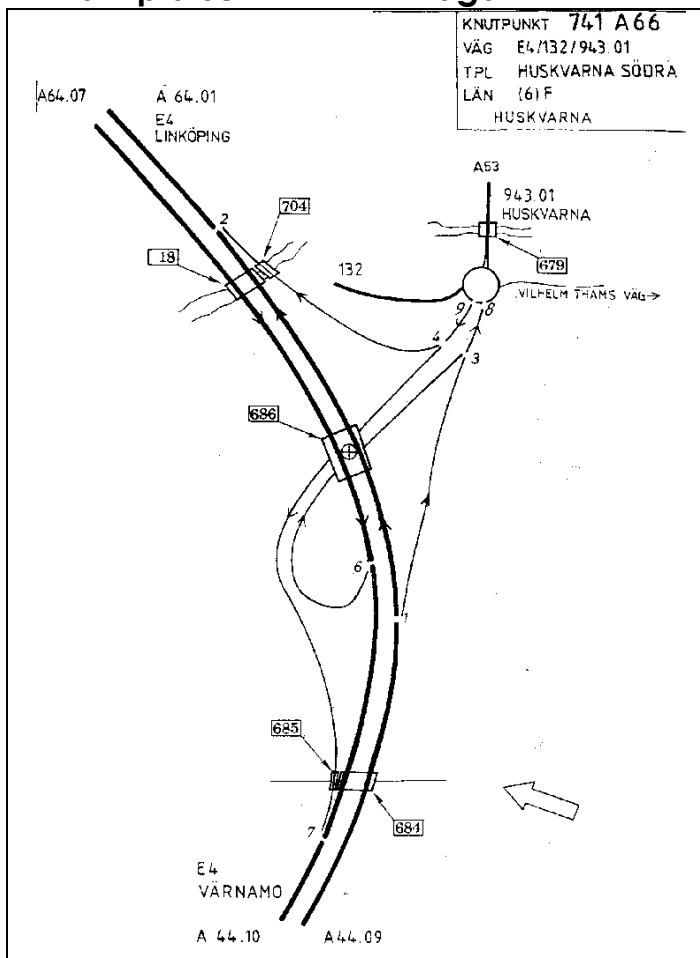 KNUTPUNKT 741 A66
VÄG E4/132/943.01
TPL HUSKVARNA SÖDRA
LÄN (6) F
HUSKVARNA
A64.07
A 64.01
E4
LINKÖPING
A63
943.01
HUSKVARNA
2
704
18
132
679
VILHELM THAMS VÄG→
9
8
4
3
686
6
1
685
7
684
E4
VÄRNAMO
A 44.10
A44.09